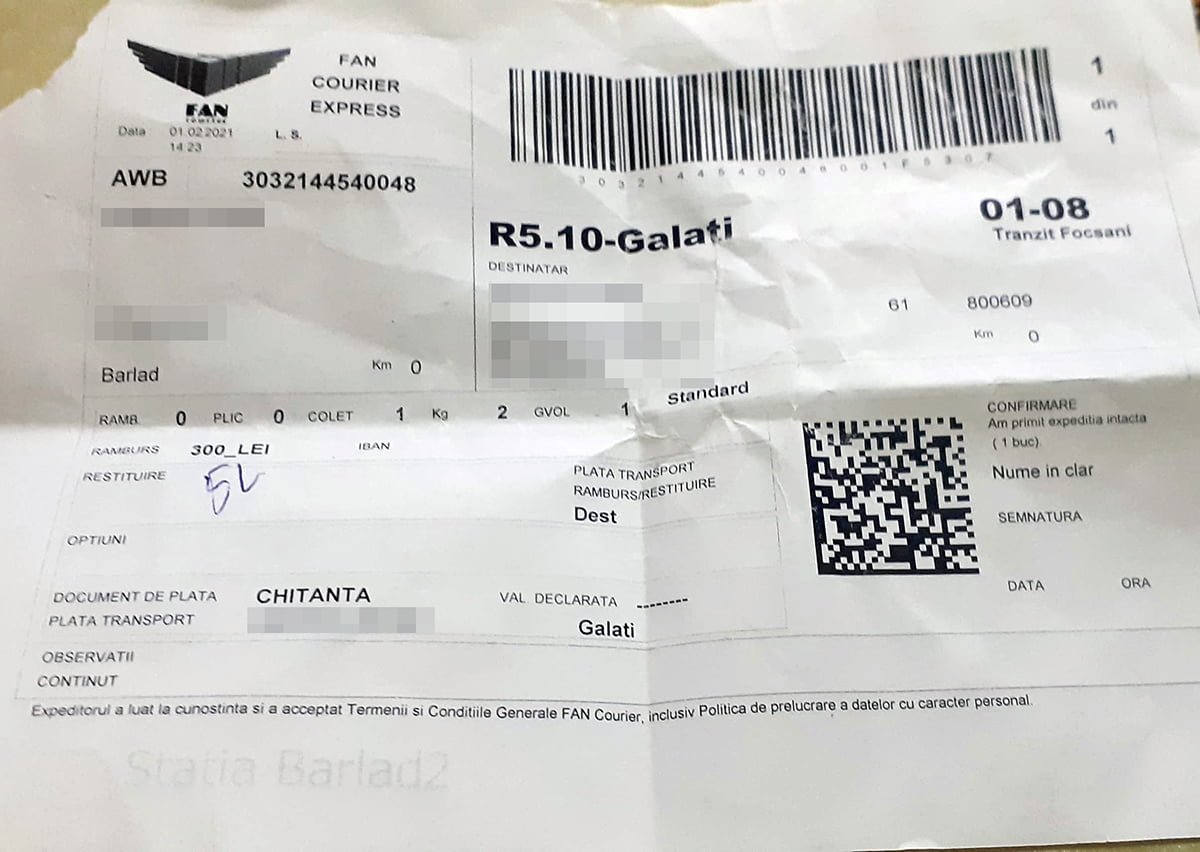 FAN
COURIER
EXPRESS
FAN
courier
Data 01.02.2021 L. S.
14 23
1
din
1
30321445400480001F5307
AWB 3032144540048
R5.10-Galati
01-08
Tranzit Focsani
DESTINATAR
61 800609
Km 0
Barlad Km 0
RAMB. 0 PLIC 0 COLET 1 Kg 2 GVOL 1 Standard
RAMBURS 300_LEI IBAN
RESTITUIRE
PLATA TRANSPORT
RAMBURS/RESTITUIRE
Dest
CONFIRMARE
Am primit expeditia intacta
( 1 buc).
Nume in clar
SEMNATURA
DATA ORA
OPTIUNI
DOCUMENT DE PLATA CHITANTA VAL. DECLARATA --------
PLATA TRANSPORT Galati
OBSERVATII
CONTINUT
Expeditorul a luat la cunostinta si a acceptat Termenii si Conditiile Generale FAN Courier, inclusiv Politica de prelucrare a datelor cu caracter personal.
Statia Barlad2